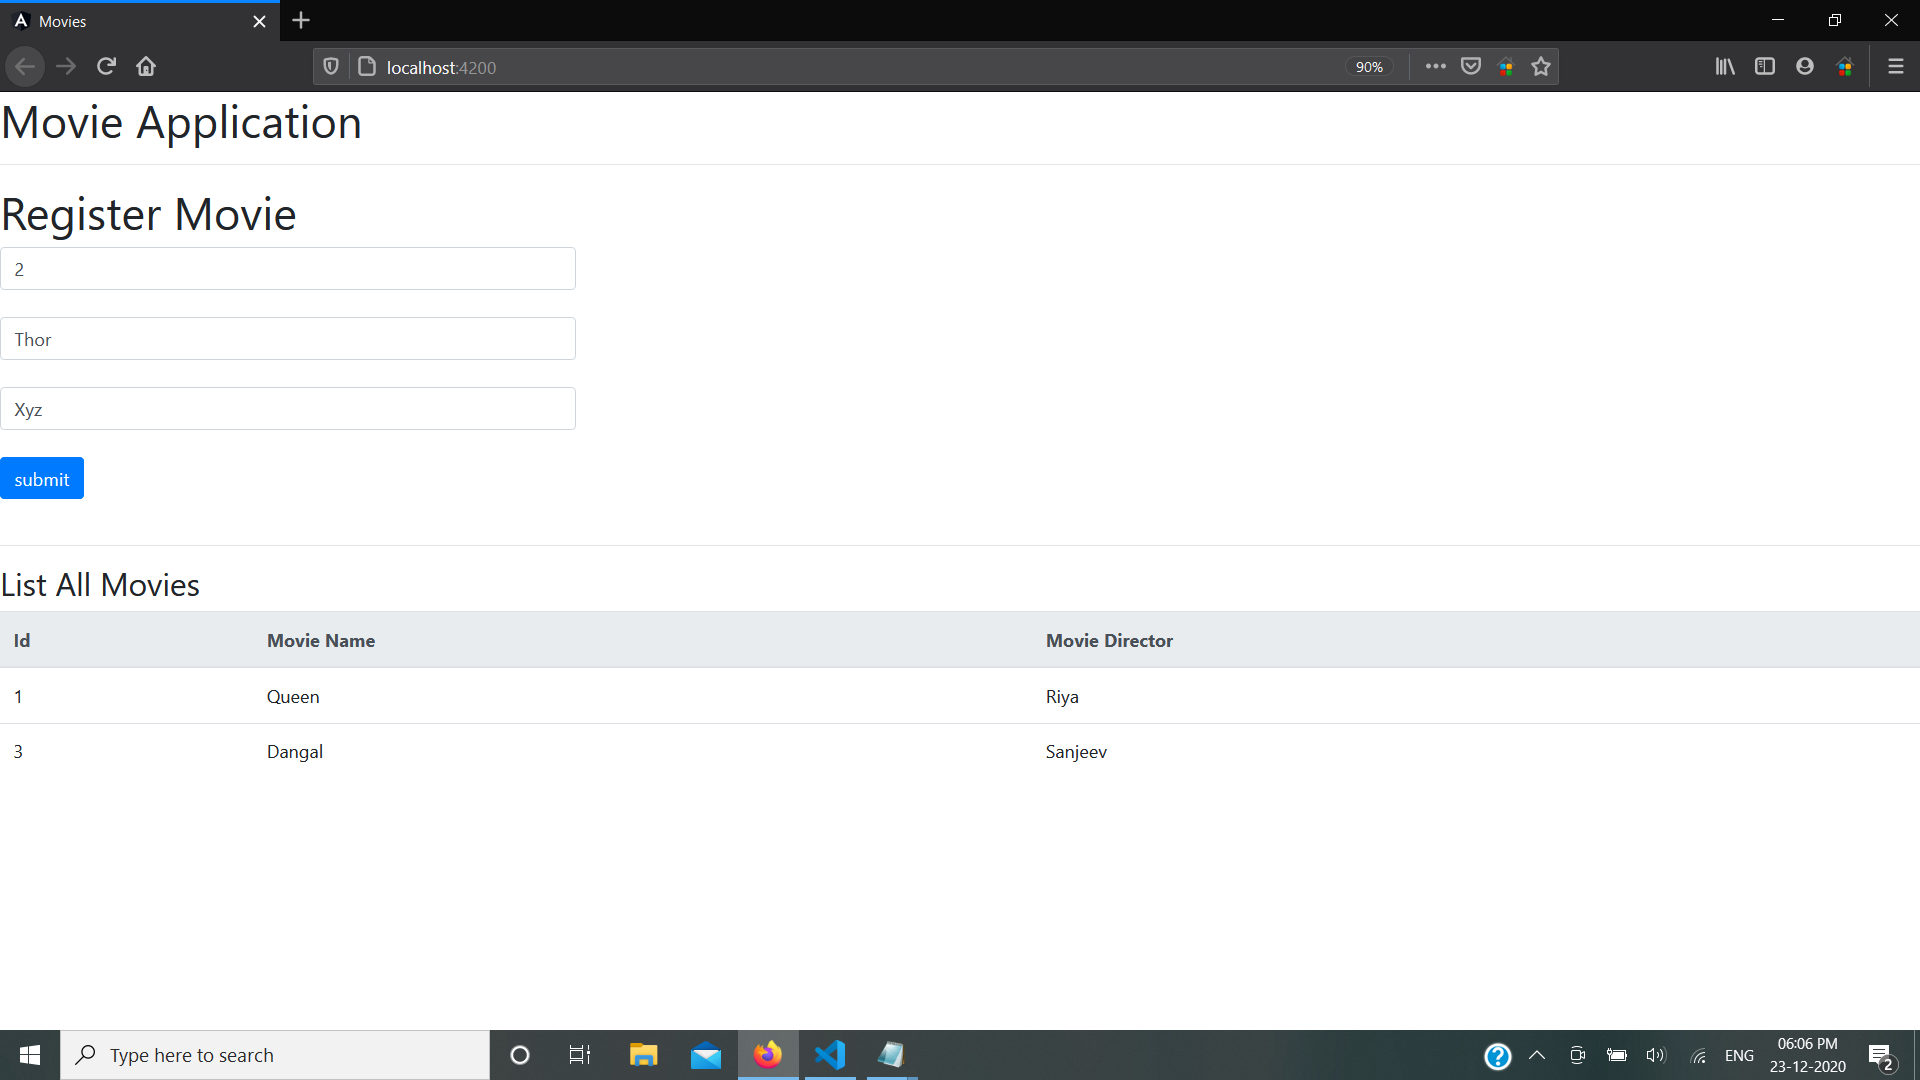 Movies
localhost:4200
90%
Movie Application
Register Movie
2
Thor
Xyz
submit
List All Movies
Id Movie Name Movie Director
1 Queen Riya
3 Dangal Sanjeev
Type here to search
ENG
06:06 PM
23-12-2020
2